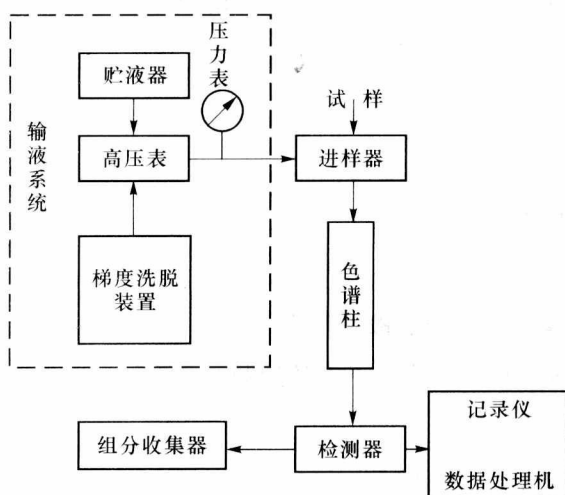 压力表
贮液器
输液系统
高压表
梯度洗脱
装置
试样
进样器
色谱柱
组分收集器
检测器
记录仪
数据处理机